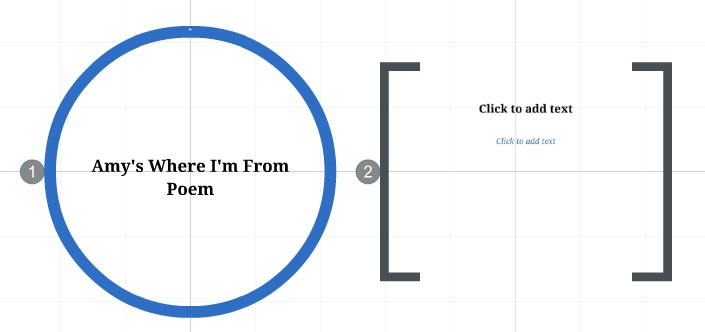 1
Amy's Where I'm From
Poem
2
Click to add text
Click to add text